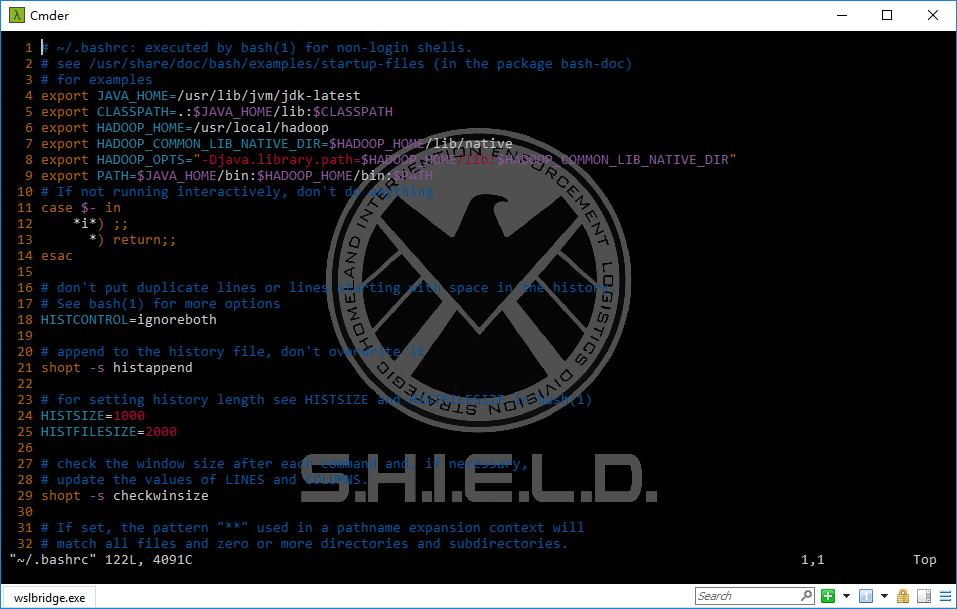 Cmder
1 # ~/.bashrc: executed by bash(1) for non-login shells.
2 # see /usr/share/doc/bash/examples/startup-files (in the package bash-doc)
3 # for examples
4 export JAVA_HOME=/usr/lib/jvm/jdk-latest
5 export CLASSPATH=.:$JAVA_HOME/lib:$CLASSPATH
6 export HADOOP_HOME=/usr/local/hadoop
7 export HADOOP_COMMON_LIB_NATIVE_DIR=$HADOOP_HOME/lib/native
8 export HADOOP_OPTS="-Djava.library.path=$HADOOP_HOME/lib:$HADOOP_COMMON_LIB_NATIVE_DIR"
9 export PATH=$JAVA_HOME/bin:$HADOOP_HOME/bin:$PATH
10 # If not running interactively, don't do anything
11 case $- in
12     *i*) ;;
13       *) return;;
14 esac
15
16 # don't put duplicate lines or lines starting with space in the history.
17 # See bash(1) for more options
18 HISTCONTROL=ignoreboth
19
20 # append to the history file, don't overwrite it
21 shopt -s histappend
22
23 # for setting history length see HISTSIZE and HISTFILESIZE in bash(1)
24 HISTSIZE=1000
25 HISTFILESIZE=2000
26
27 # check the window size after each command and, if necessary,
28 # update the values of LINES and COLUMNS.
29 shopt -s checkwinsize
30
31 # If set, the pattern "**" used in a pathname expansion context will
32 # match all files and zero or more directories and subdirectories.
"~/.bashrc" 122L, 4091C 1,1 Top
STRATEGIC HOMELAND INTERVENTION ENFORCEMENT LOGISTICS DIVISION
S.H.I.E.L.D.
wslbridge.exe
Search